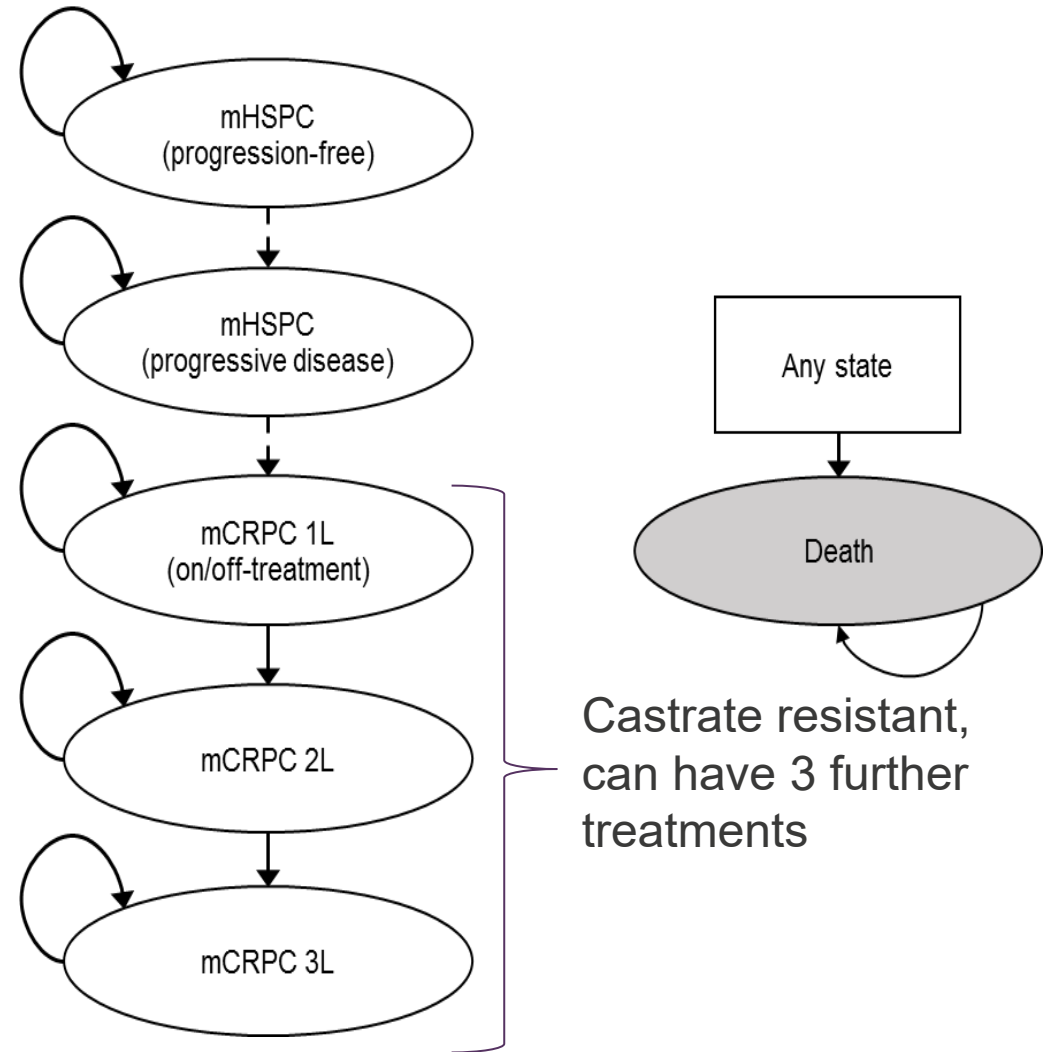 mHSPC
(progression-free)
mHSPC
(progressive disease)
mCRPC 1L
(on/off-treatment)
mCRPC 2L
mCRPC 3L
Any state
Death
Castrate resistant,
can have 3 further
treatments